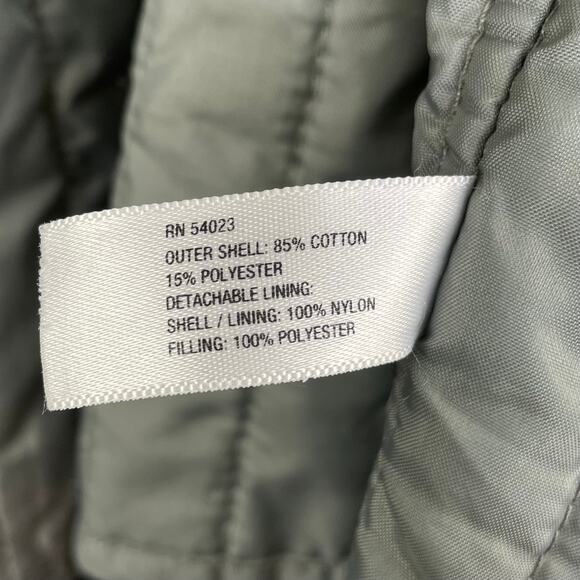 RN 54023
OUTER SHELL: 85% COTTON
15% POLYESTER
DETACHABLE LINING:
SHELL / LINING: 100% NYLON
FILLING: 100% POLYESTER